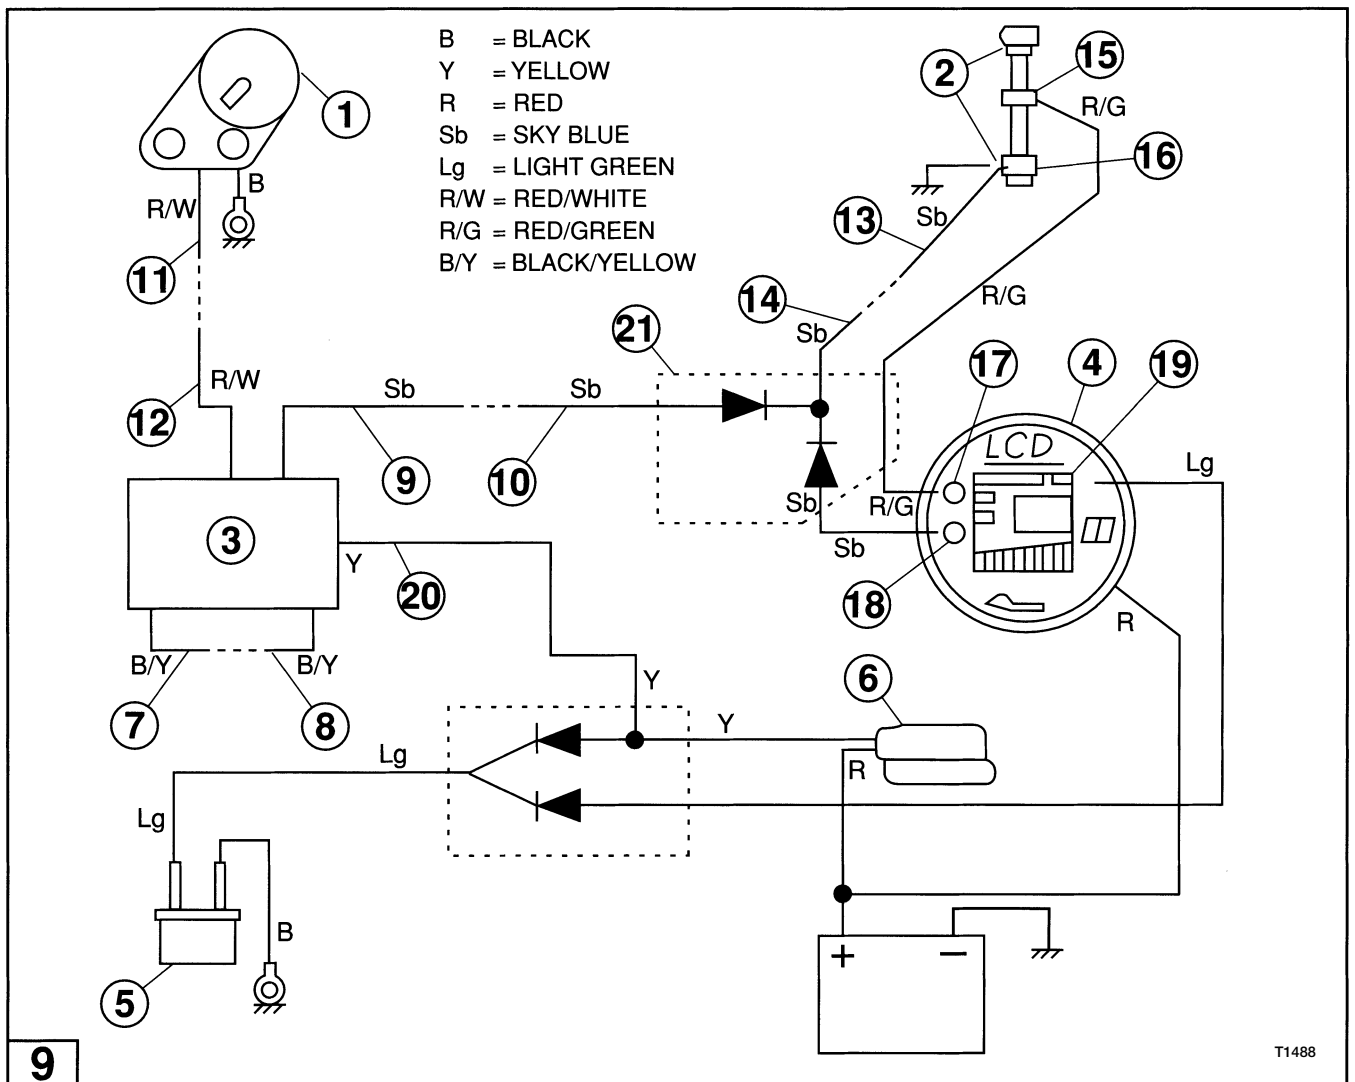 B = BLACK
Y = YELLOW
R = RED
Sb = SKY BLUE
Lg = LIGHT GREEN
R/W = RED/WHITE
R/G = RED/GREEN
B/Y = BLACK/YELLOW
1
2
15
R/G
16
B
R/W
13
Sb
11
14
R/G
Sb
21
17
4
19
R/W
Sb
Sb
12
LCD
9
10
Lg
Sb
R/G
3
Sb
Y
20
18
R
B/Y
B/Y
Y
6
7
8
Y
Lg
R
Lg
B
+
−
5
T1488
9